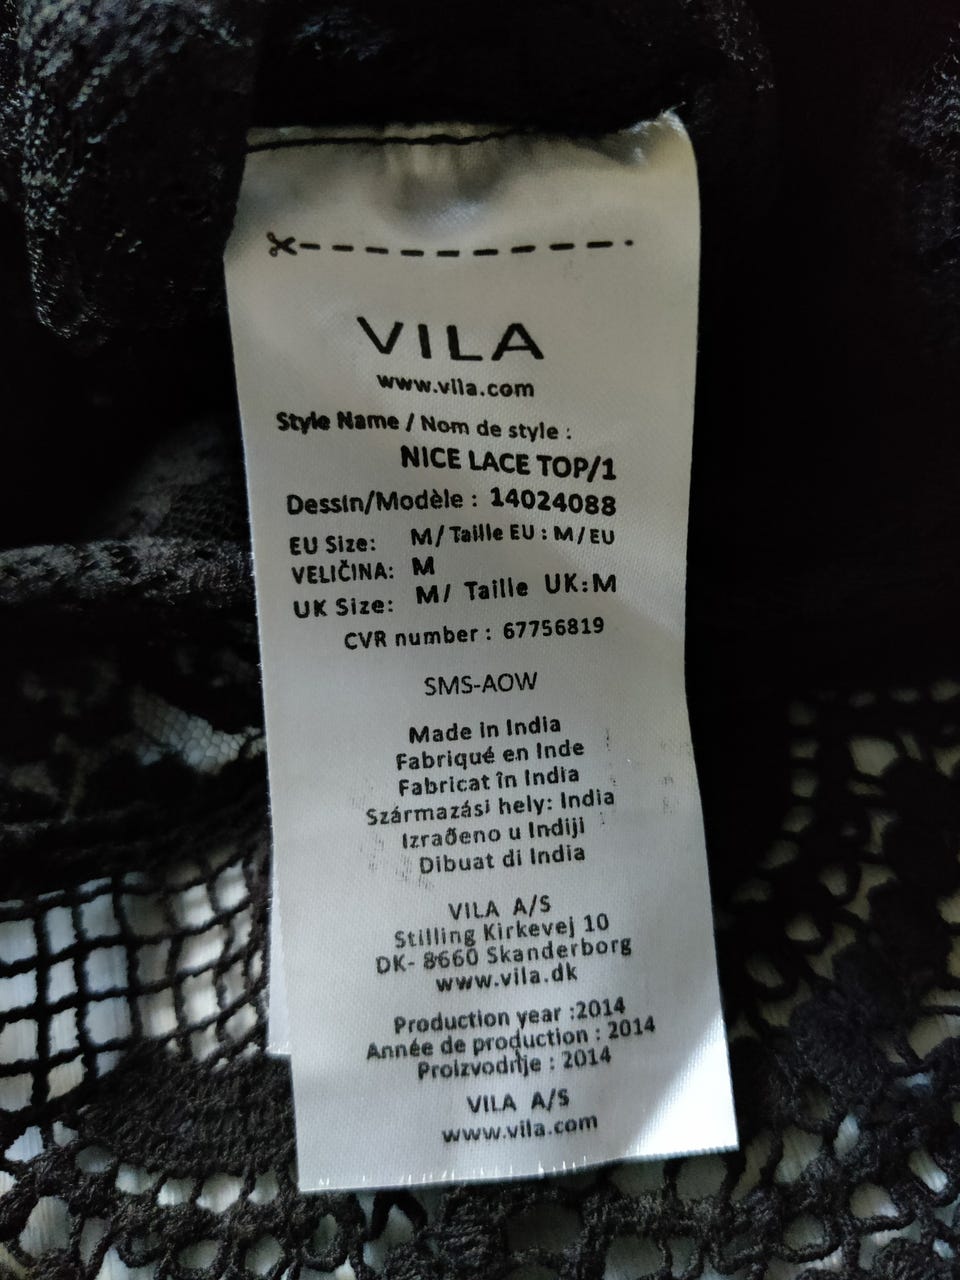 VILA
www.vila.com
Style Name / Nom de style :
NICE LACE TOP/1
Dessin/Modèle : 14024088
EU Size: M/ Taille EU : M/EU
VELIČINA: M
UK Size: M/ Taille UK:M
CVR number : 67756819
SMS-AOW
Made in India
Fabriqué en Inde
Fabricat în India
Származási hely: India
Izrađeno u Indiji
Dibuat di India
VILA A/S
Stilling Kirkevej 10
DK- 8660 Skanderborg
www.vila.dk
Production year :2014
Année de production : 2014
Proizvodnje : 2014
VILA A/S
www.vila.com